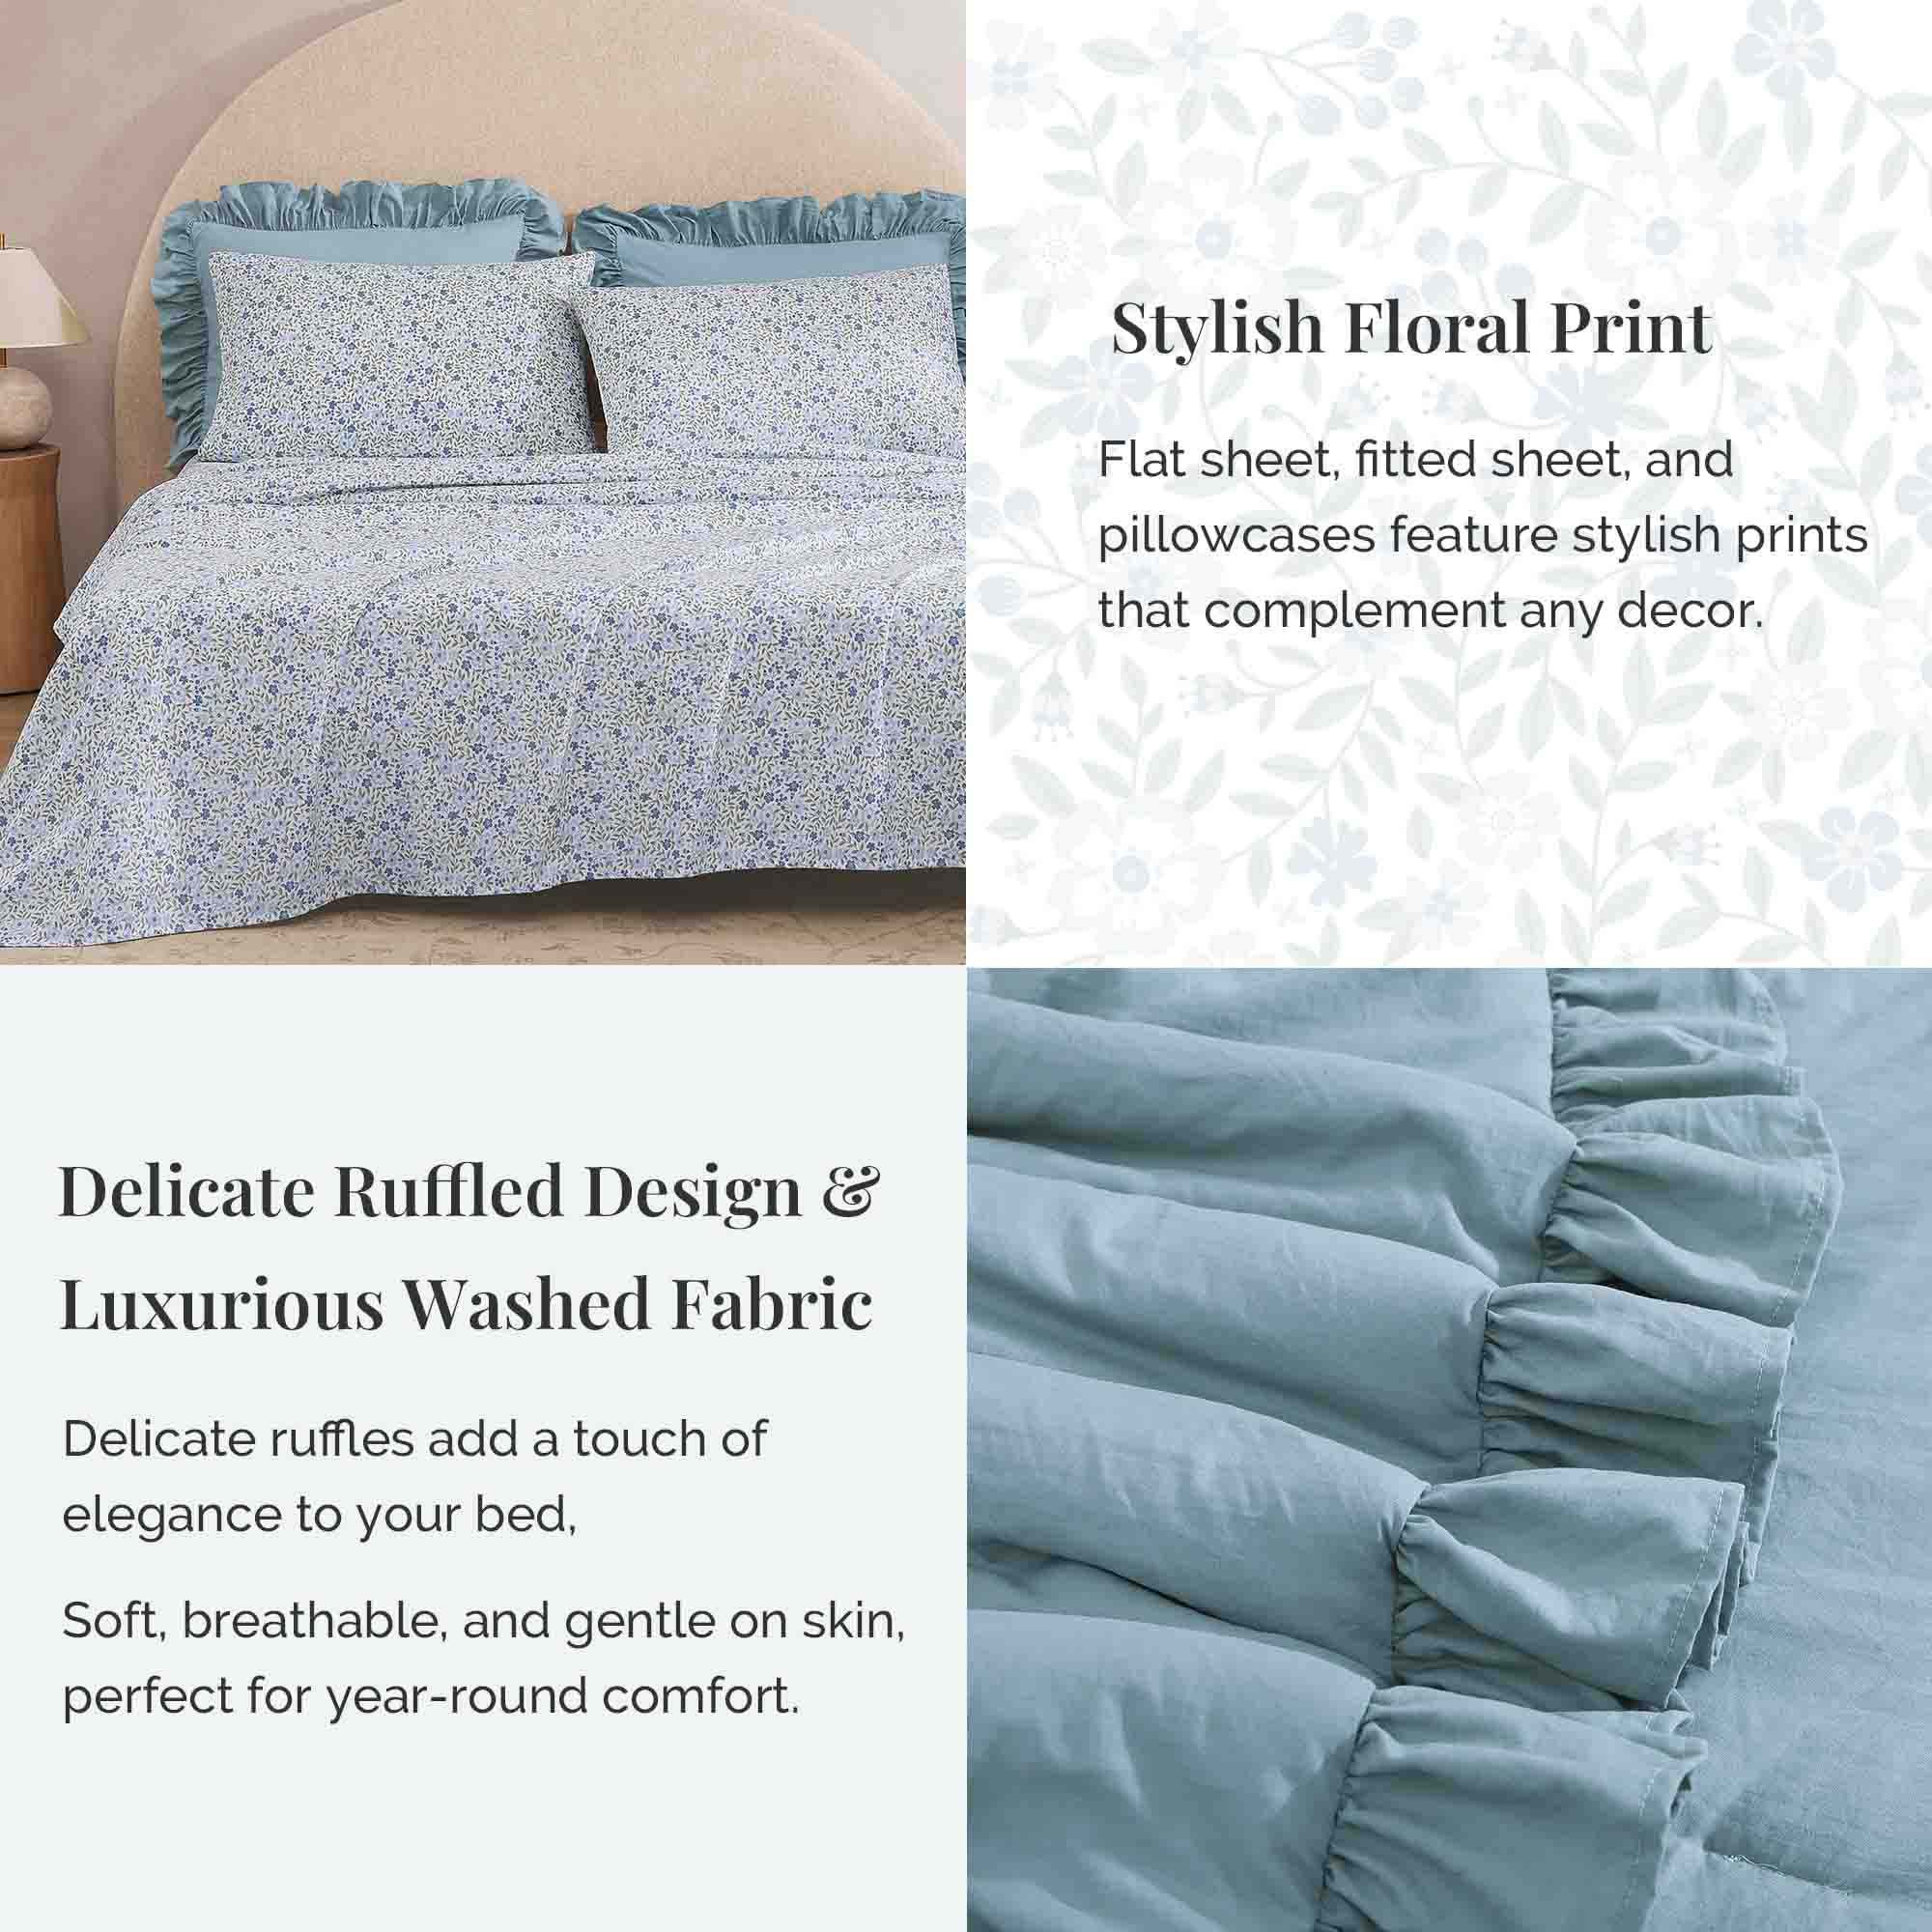 Stylish Floral Print
Flat sheet, fitted sheet, and
pillowcases feature stylish prints
that complement any decor.
Delicate Ruffled Design &
Luxurious Washed Fabric
Delicate ruffles add a touch of
elegance to your bed,
Soft, breathable, and gentle on skin,
perfect for year-round comfort.